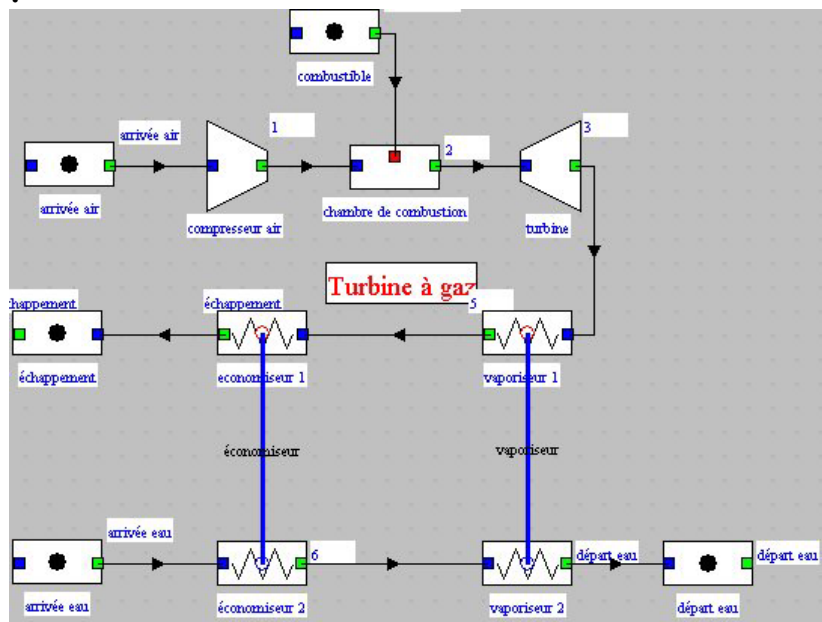 combustible
arrivée air
1
2
3
arrivée air
compresseur air
chambre de combustion
turbine
Turbine à gaz
chappement
échappement
5
échappement
economiseur 1
vaporiseur 1
économiseur
vaporiseur
arrivée eau
6
départ eau
départ eau
arrivée eau
économiseur 2
vaporiseur 2
départ eau